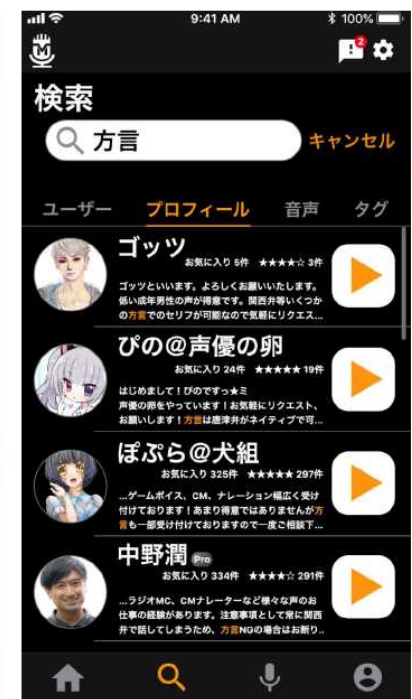 9:41 AM
100%
2
検索
方言
キャンセル
ユーザー プロフィール 音声 タグ
ゴッツ
お気に入り 5件 ★★★★☆ 3件
ゴッツといいます。よろしくお願いいたします。
低い成年男性の声が得意です。関西弁等いくつか
の方言でのセリフが可能なので気軽にリクエス...
ぴの@声優の卵
お気に入り 24件 ★★★★★ 19件
はじめまして！ぴのですっ★ミ
声優の卵をやっています！お気軽にリクエスト、
お願いします！方言は唐津弁がネイティブで可...
ぽぷら@犬組
お気に入り 325件 ★★★★★ 297件
...ゲームボイス、CM、ナレーション幅広く受け
付けております！あまり得意ではありませんが方
言も一部受け付けておりますので一度ご相談下...
中野潤 Pro
お気に入り 334件 ★★★★☆ 291件
...ラジオMC、CMナレーターなど様々な声のお
仕事の経験があります。注意事項として常に関西
弁で話してしまうため、方言NGの場合はお断り...